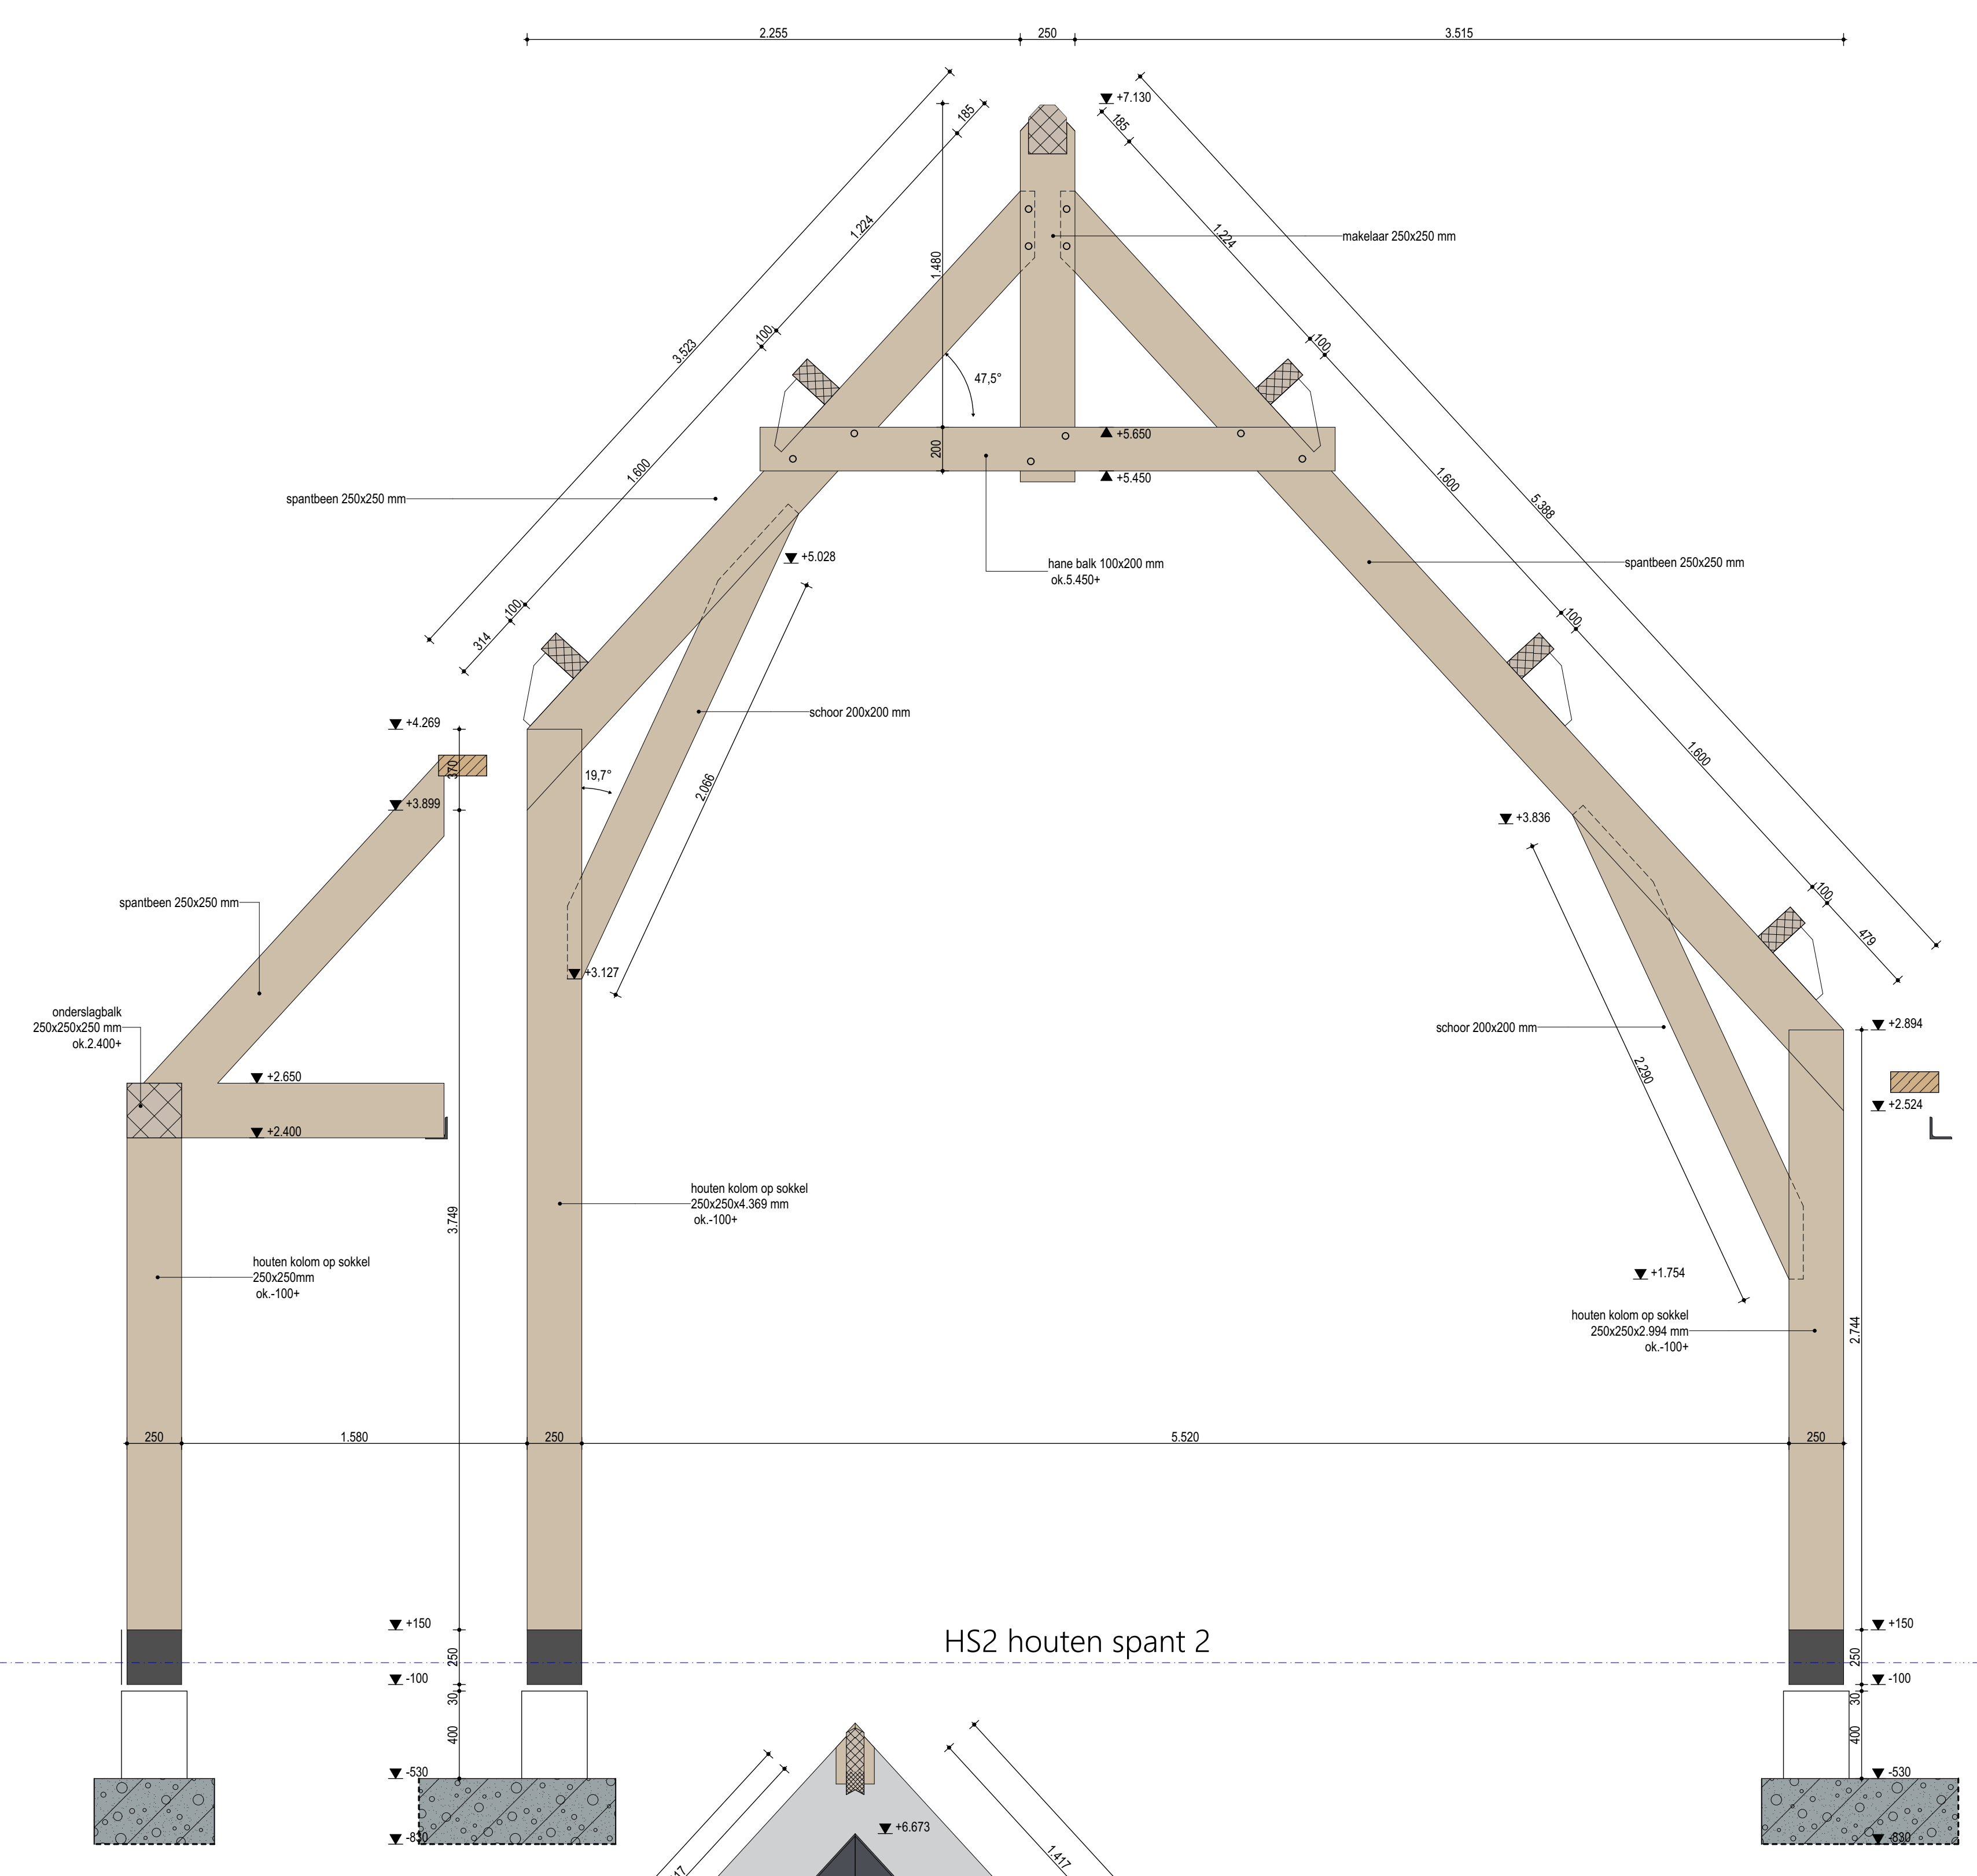 2.255
250
3.515
+7.130
185
185
1.224
1.224
makelaar 250x250 mm
1.480
3.523
100
100
47,5°
+5.650
200
1.600
1.600
+5.450
spantbeen 250x250 mm
5.388
+5.028
hane balk 100x200 mm
ok.5.450+
spantbeen 250x250 mm
100
314
100
schoor 200x200 mm
+4.269
370
19,7°
2.066
1.600
+3.899
+3.836
spantbeen 250x250 mm
100
479
+3.127
onderslagbalk
250x250x250 mm
ok.2.400+
schoor 200x200 mm
+2.894
2.290
+2.650
+2.524
+2.400
houten kolom op sokkel
250x250x4.369 mm
ok.-100+
3.749
houten kolom op sokkel
250x250mm
ok.-100+
+1.754
houten kolom op sokkel
250x250x2.994 mm
ok.-100+
2.744
250
1.580
250
5.520
250
+150
+150
HS2 houten spant 2
250
250
-100
-100
30
30
400
400
-530
-530
+6.673
-830
-830
1.417